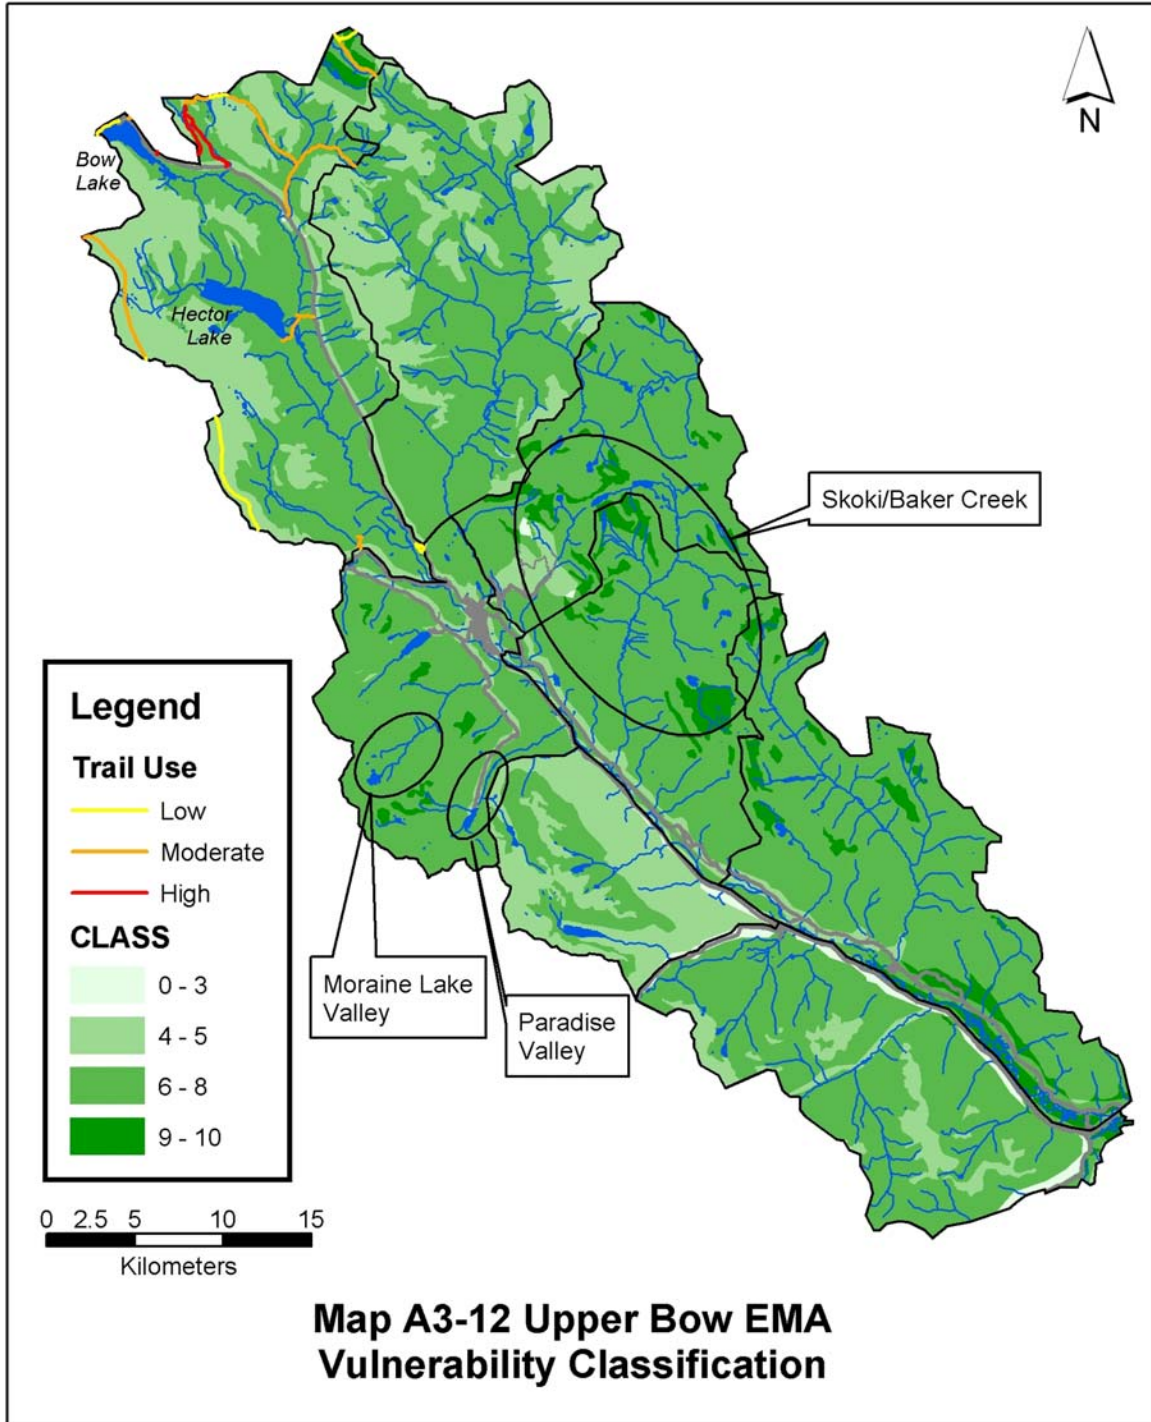 N
Bow
Lake
Hector
Lake
Skoki/Baker Creek
Legend
Trail Use
Low
Moderate
High
CLASS
0 - 3
4 - 5
6 - 8
9 - 10
Moraine Lake
Valley
Paradise
Valley
0 2.5 5 10 15
Kilometers
Map A3-12 Upper Bow EMA
Vulnerability Classification